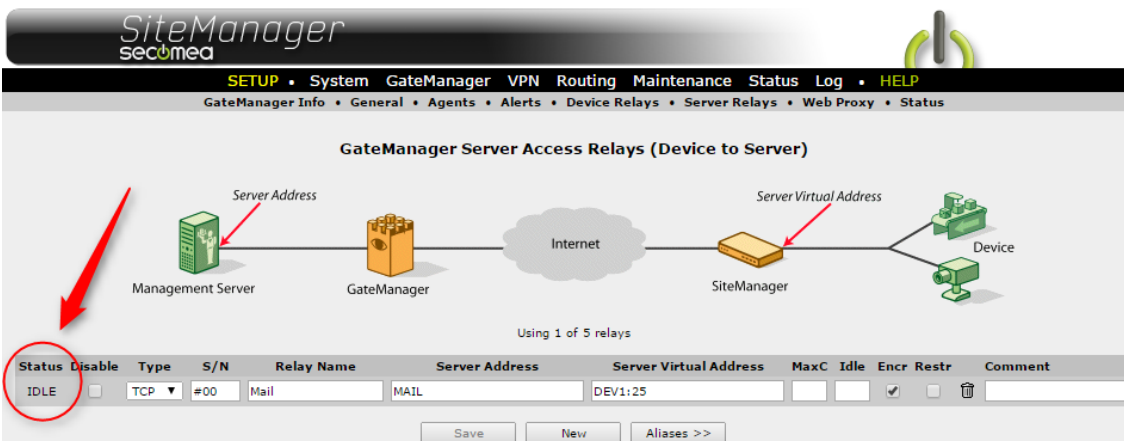 SiteManager
secomea
SETUP • System GateManager VPN Routing Maintenance Status Log • HELP
GateManager Info • General • Agents • Alerts • Device Relays • Server Relays • Web Proxy • Status
GateManager Server Access Relays (Device to Server)
Server Address
Server Virtual Address
Internet
Device
Management Server
GateManager
SiteManager
Using 1 of 5 relays
Status Disable Type S/N Relay Name Server Address Server Virtual Address MaxC Idle Encr Restr Comment
IDLE TCP #00 Mail MAIL DEV1:25
Save New Aliases >>